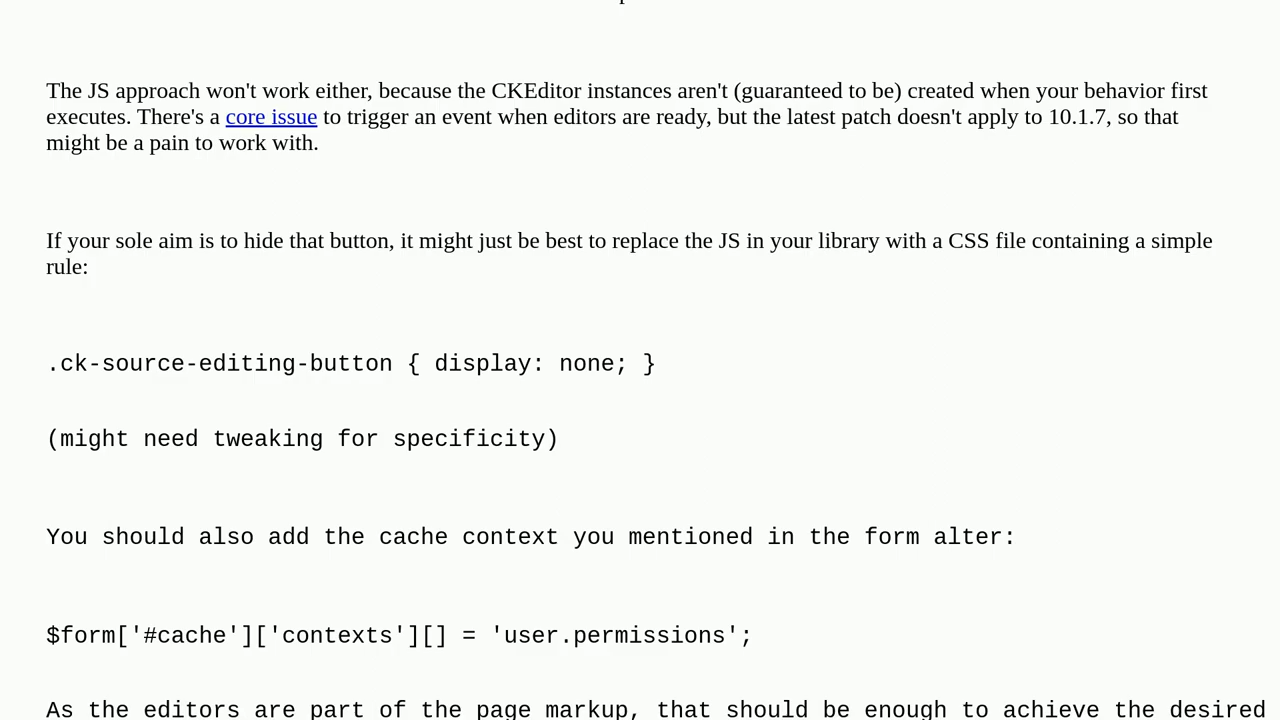 The JS approach won't work either, because the CKEditor instances aren't (guaranteed to be) created when your behavior first
executes. There's a core issue to trigger an event when editors are ready, but the latest patch doesn't apply to 10.1.7, so that
might be a pain to work with.
If your sole aim is to hide that button, it might just be best to replace the JS in your library with a CSS file containing a simple
rule:
.ck-source-editing-button { display: none; }
(might need tweaking for specificity)
You should also add the cache context you mentioned in the form alter:
$form['#cache']['contexts'][] = 'user.permissions';
As the editors are part of the page markup, that should be enough to achieve the desired